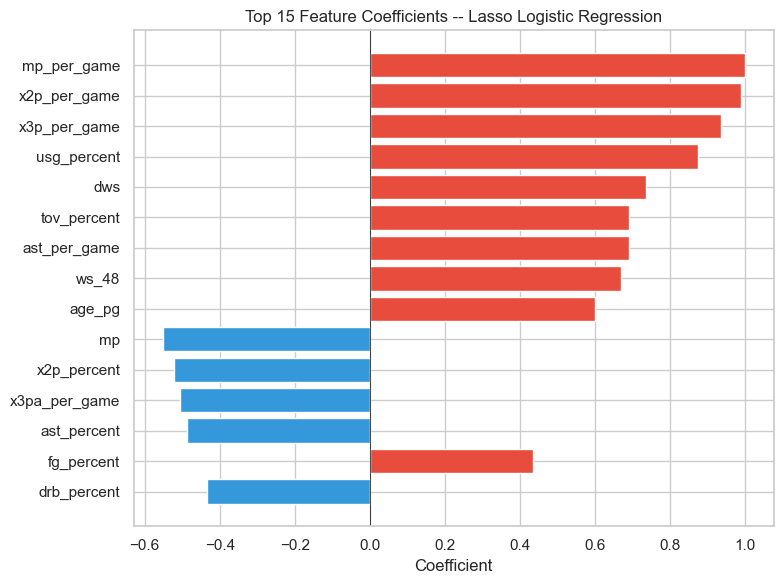 Top 15 Feature Coefficients -- Lasso Logistic Regression
mp_per_game
x2p_per_game
x3p_per_game
usg_percent
dws
tov_percent
ast_per_game
ws_48
age_pg
mp
x2p_percent
x3pa_per_game
ast_percent
fg_percent
drb_percent
−0.6 −0.4 −0.2 0.0 0.2 0.4 0.6 0.8 1.0
Coefficient